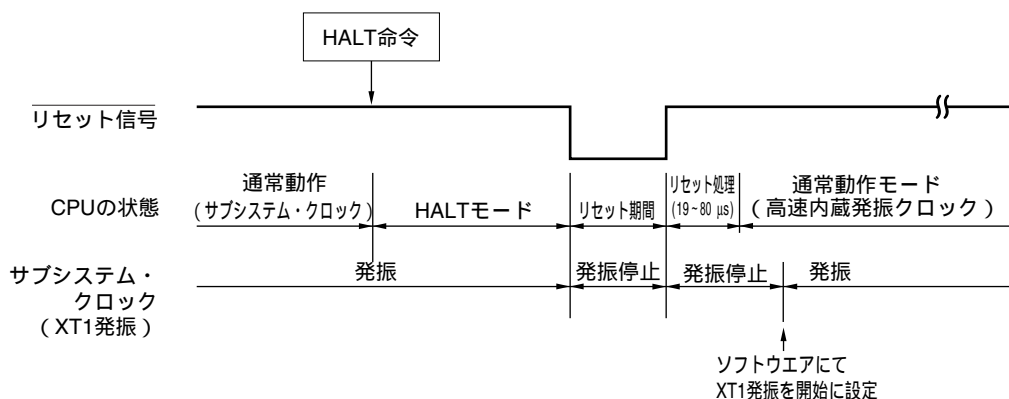 HALT命令
リセット信号
CPUの状態
通常動作
(サブシステム・クロック)
HALTモード
リセット期間
リセット処理
(19~80 μs)
通常動作モード
(高速内蔵発振クロック)
サブシステム・
クロック
(XT1発振)
発振
発振停止
発振停止
発振
ソフトウエアにて
XT1発振を開始に設定